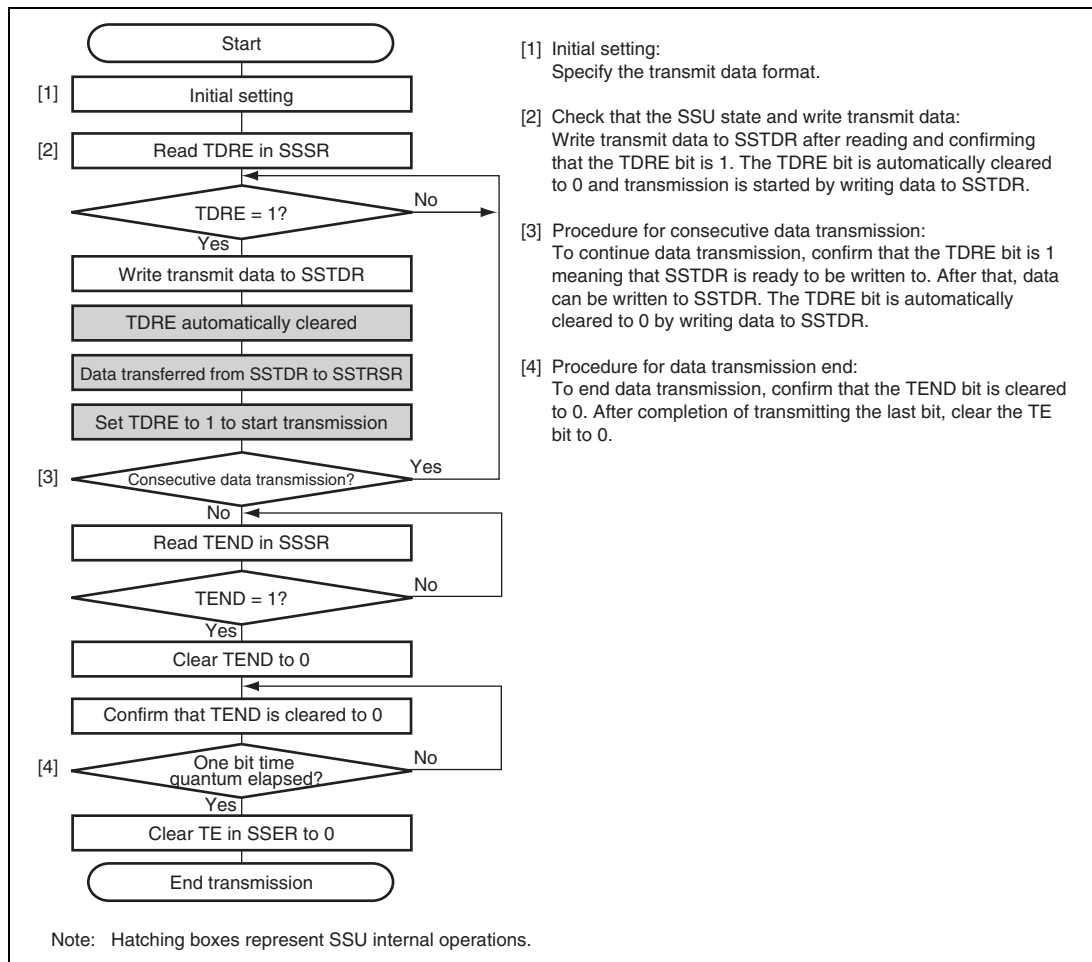 Start
[1] Initial setting
[2] Read TDRE in SSSR
TDRE = 1?
No
Yes
Write transmit data to SSTDR
TDRE automatically cleared
Data transferred from SSTDR to SSTRSR
Set TDRE to 1 to start transmission
[3] Consecutive data transmission?
Yes
No
Read TEND in SSSR
TEND = 1?
No
Yes
Clear TEND to 0
Confirm that TEND is cleared to 0
[4] One bit time
quantum elapsed?
No
Yes
Clear TE in SSER to 0
End transmission
[1] Initial setting:
Specify the transmit data format.
[2] Check that the SSU state and write transmit data:
Write transmit data to SSTDR after reading and confirming
that the TDRE bit is 1. The TDRE bit is automatically cleared
to 0 and transmission is started by writing data to SSTDR.
[3] Procedure for consecutive data transmission:
To continue data transmission, confirm that the TDRE bit is 1
meaning that SSTDR is ready to be written to. After that, data
can be written to SSTDR. The TDRE bit is automatically
cleared to 0 by writing data to SSTDR.
[4] Procedure for data transmission end:
To end data transmission, confirm that the TEND bit is cleared
to 0. After completion of transmitting the last bit, clear the TE
bit to 0.
Note: Hatching boxes represent SSU internal operations.